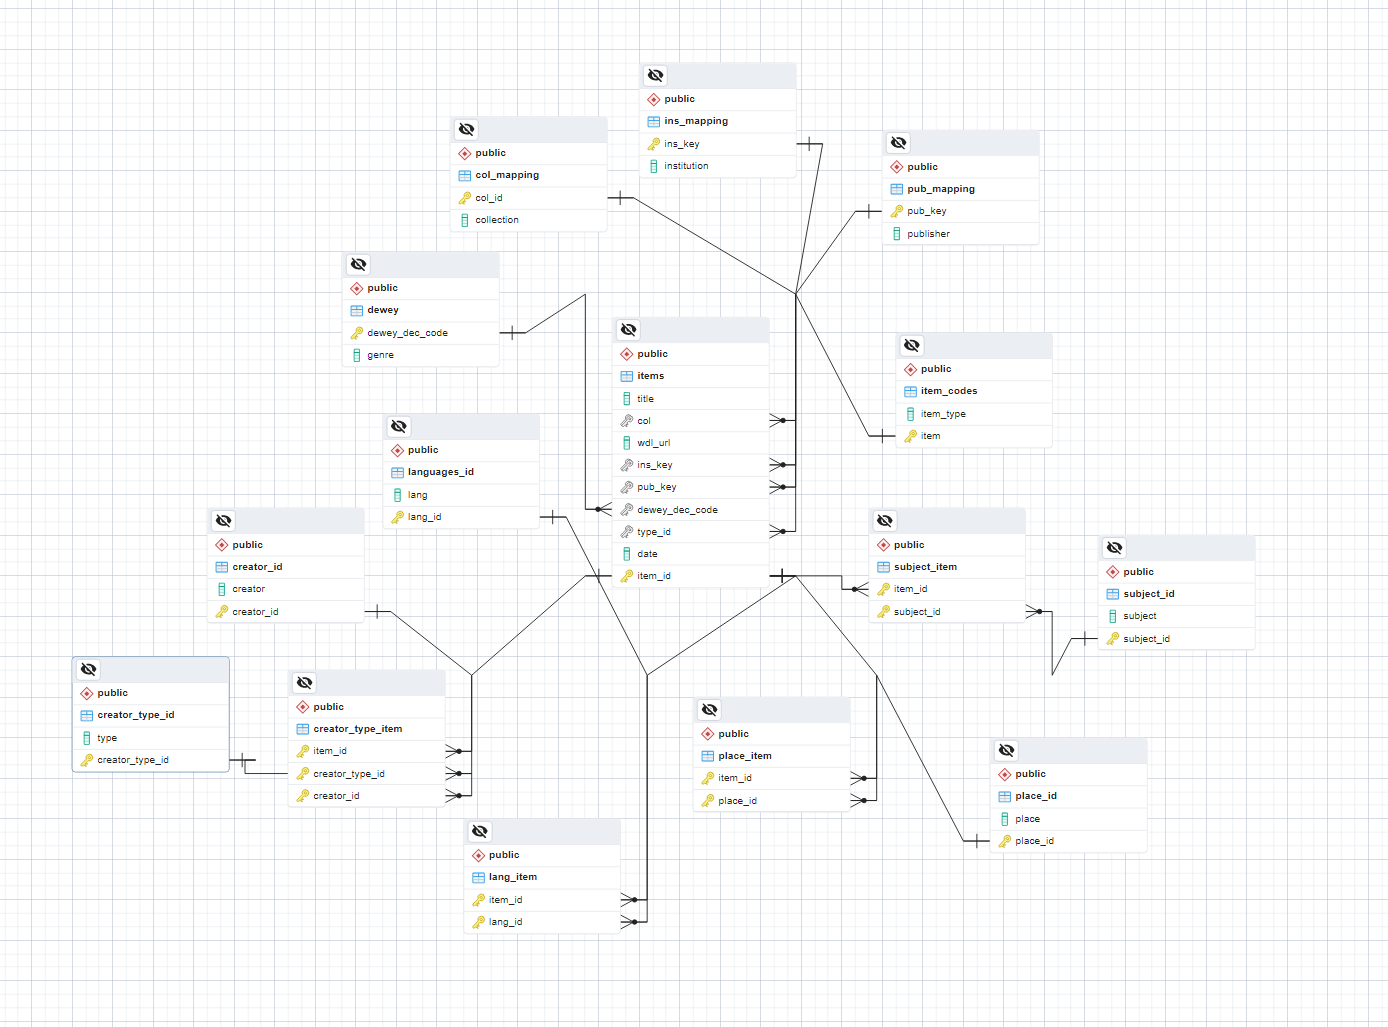 public
ins_mapping
ins_key
institution
public
col_mapping
col_id
collection
public
pub_mapping
pub_key
publisher
public
dewey
dewey_dec_code
genre
public
items
title
col
wdl_url
ins_key
pub_key
dewey_dec_code
type_id
date
item_id
public
item_codes
item_type
item
public
languages_id
lang
lang_id
public
creator_id
creator
creator_id
public
subject_item
item_id
subject_id
public
subject_id
subject
subject_id
public
creator_type_id
type
creator_type_id
public
creator_type_item
item_id
creator_type_id
creator_id
public
place_item
item_id
place_id
public
place_id
place
place_id
public
lang_item
item_id
lang_id